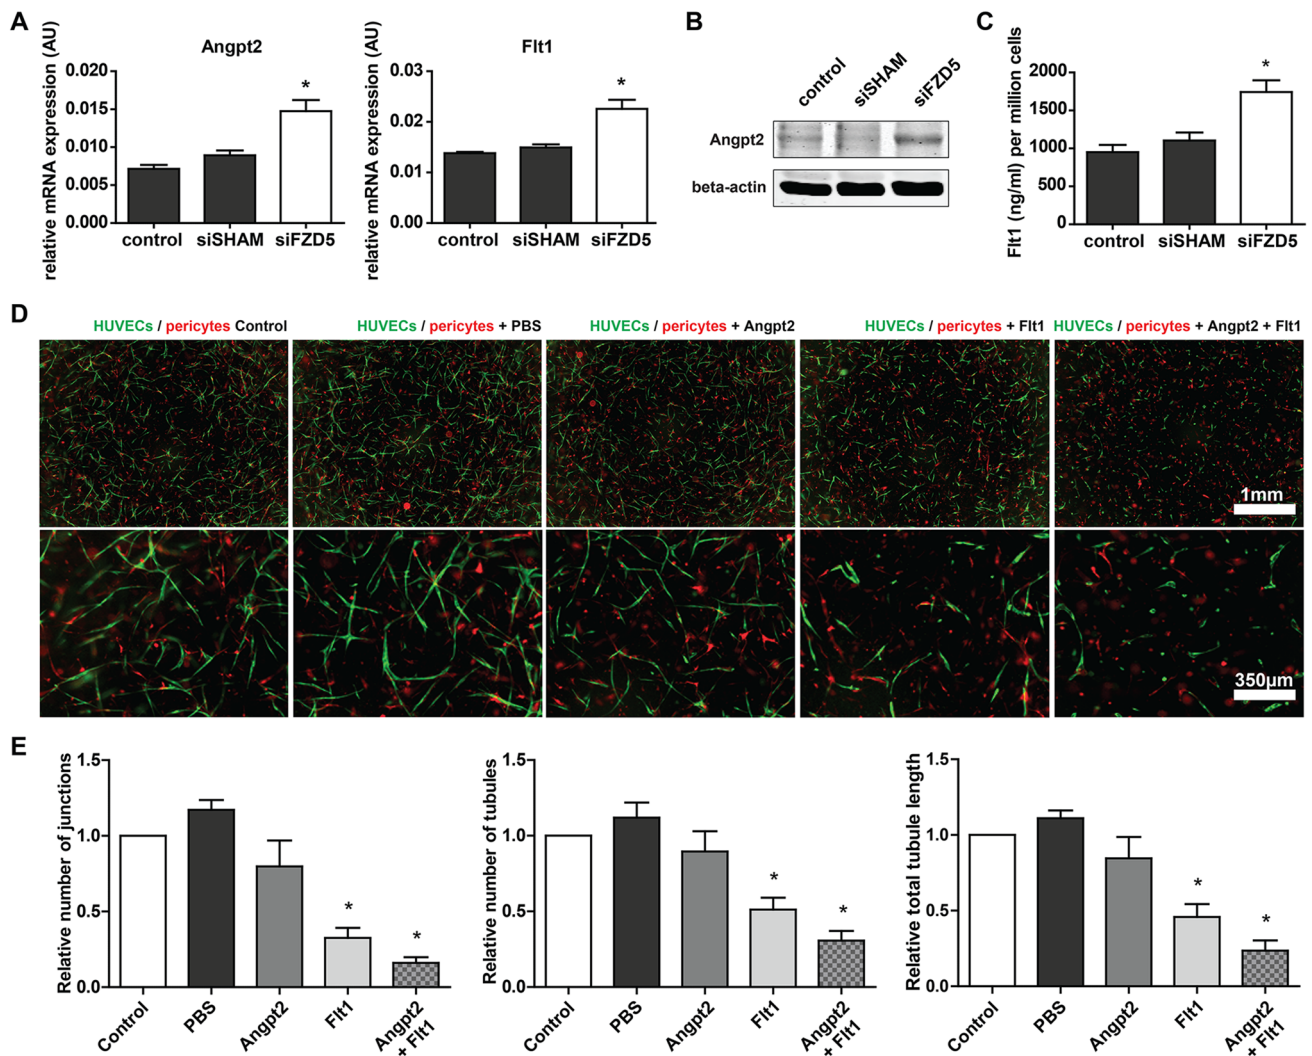 A
Angpt2
relative mRNA expression (AU)
0.020
0.015
0.010
0.005
0.000
control
siSHAM
siFZD5
*
Flt1
relative mRNA expression (AU)
0.03
0.02
0.01
0.00
control
siSHAM
siFZD5
*
B
control
siSHAM
siFZD5
Angpt2
beta-actin
C
Flt1 (ng/ml) per million cells
2000
1500
1000
500
0
control
siSHAM
siFZD5
*
D
HUVECs / pericytes Control
HUVECs / pericytes + PBS
HUVECs / pericytes + Angpt2
HUVECs / pericytes + Flt1
HUVECs / pericytes + Angpt2 + Flt1
1mm
350µm
E
Relative number of junctions
1.5
1.0
0.5
0.0
*
*
Control
PBS
Angpt2
Flt1
Angpt2
+ Flt1
Relative number of tubules
1.5
1.0
0.5
0.0
*
*
Control
PBS
Angpt2
Flt1
Angpt2
+ Flt1
Relative total tubule length
1.5
1.0
0.5
0.0
*
*
Control
PBS
Angpt2
Flt1
Angpt2
+ Flt1